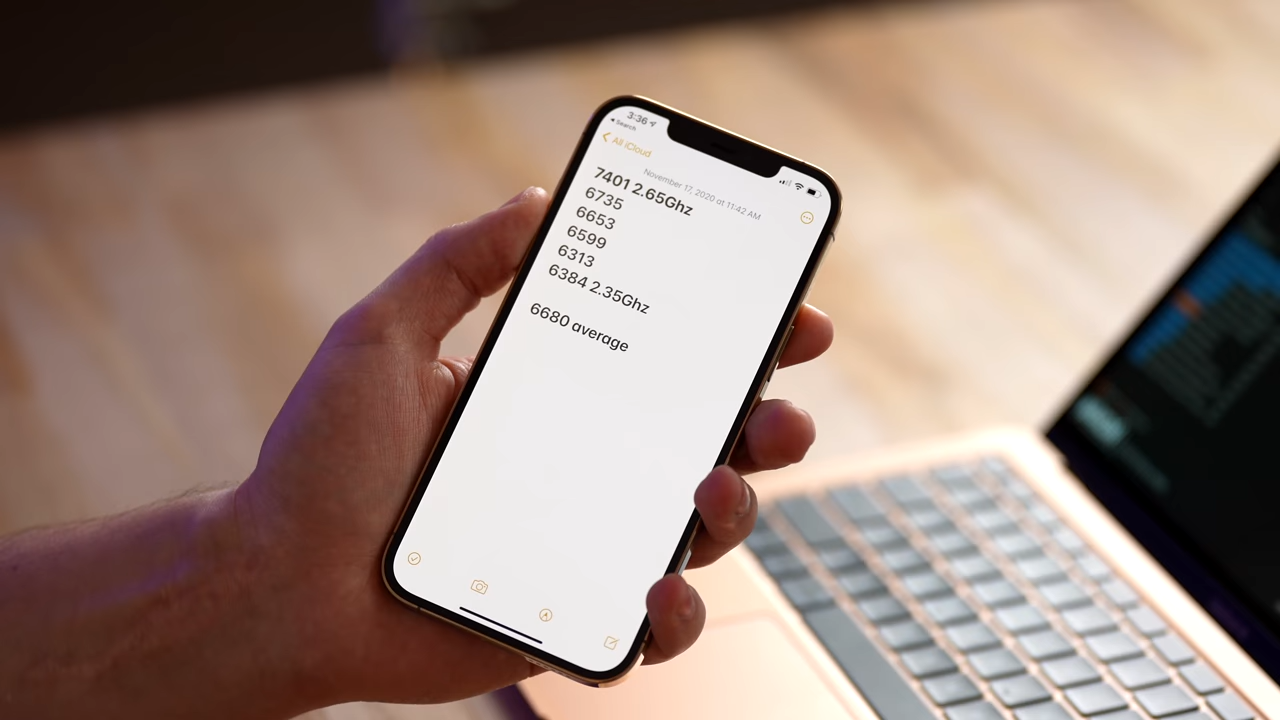 3:36
Search
All iCloud
November 17, 2020 at 11:42 AM
7401 2.65Ghz
6735
6653
6599
6313
6384 2.35Ghz
6680 average